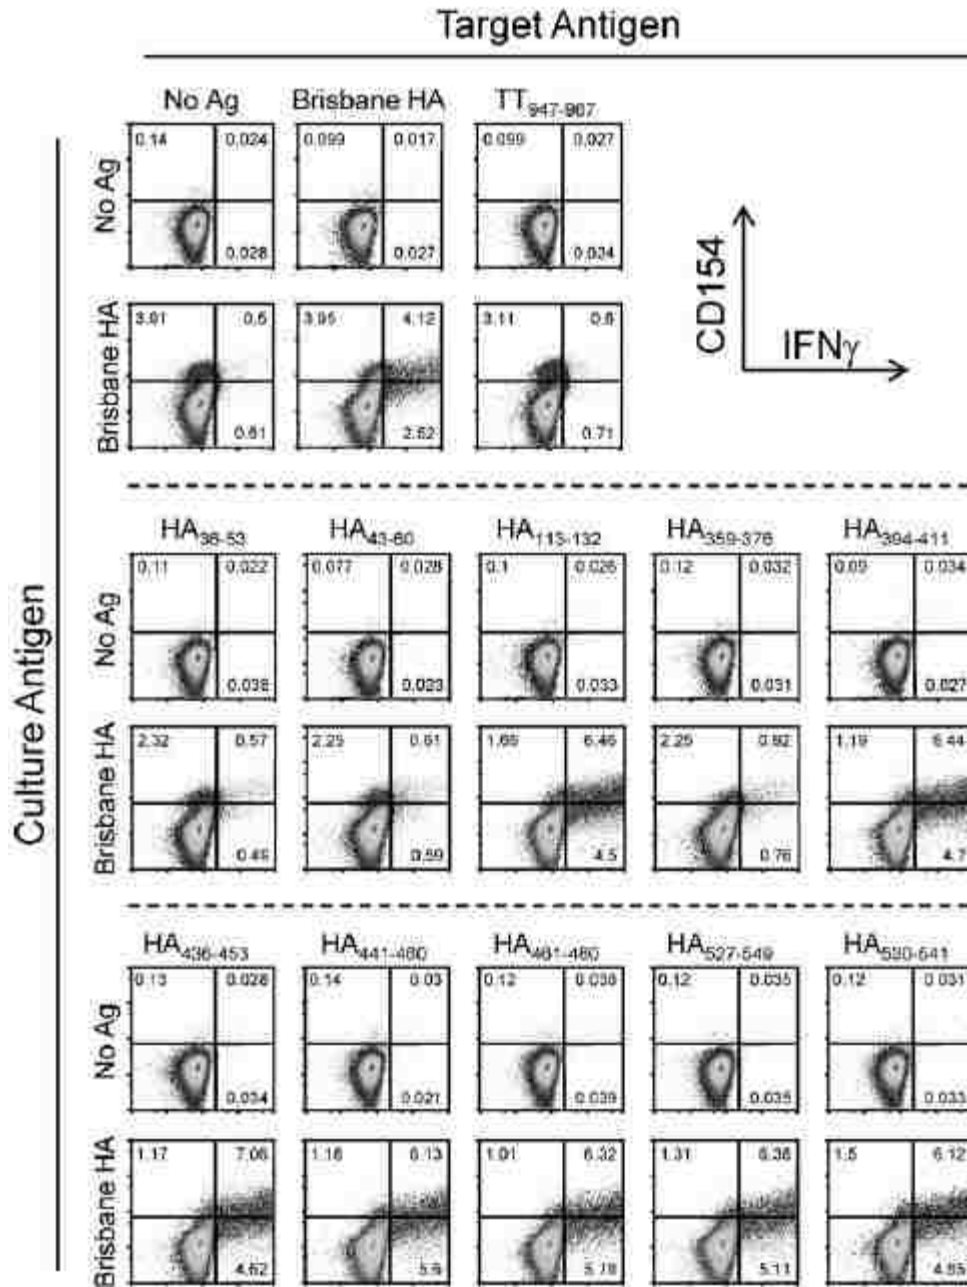 Target Antigen
No Ag Brisbane HA TT947-967
No Ag
0.14 0.024 0.099 0.017 0.099 0.027
0.028 0.027 0.034
CD154
IFNγ
Brisbane HA
3.91 0.6 3.95 4.12 3.11 0.6
0.61 2.52 0.71
Culture Antigen
HA36-53 HA43-60 HA113-132 HA359-376 HA394-411
No Ag
0.11 0.022 0.077 0.028 0.1 0.026 0.12 0.032 0.09 0.034
0.036 0.023 0.033 0.031 0.027
Brisbane HA
2.32 0.57 2.25 0.61 1.66 6.46 2.25 0.92 1.19 6.44
0.48 0.59 4.5 0.76 4.7
HA436-453 HA441-460 HA461-480 HA527-549 HA530-541
No Ag
0.13 0.028 0.14 0.03 0.12 0.038 0.12 0.035 0.12 0.031
0.034 0.021 0.039 0.035 0.033
Brisbane HA
1.17 7.06 1.16 6.13 1.01 6.32 1.31 6.36 1.5 6.12
4.62 5.6 5.18 5.11 4.85